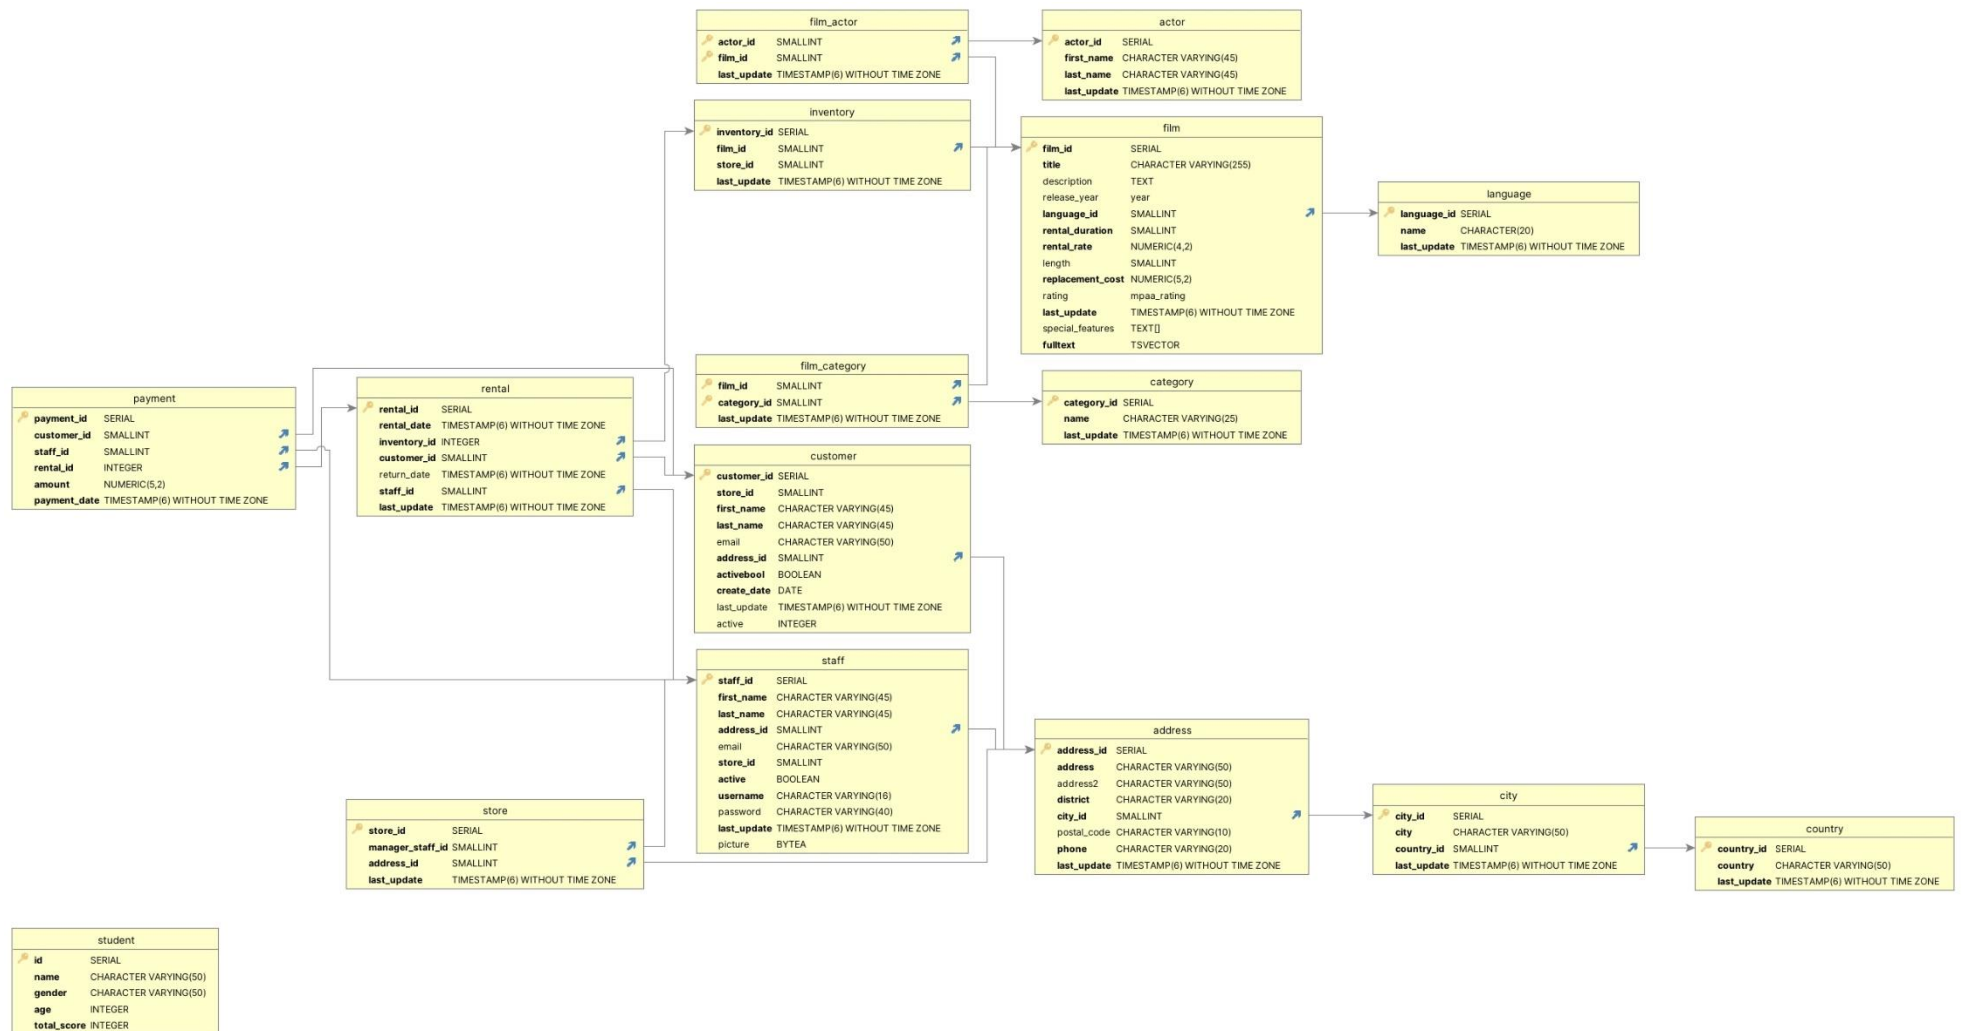 film_actor
actor_id SMALLINT
film_id SMALLINT
last_update TIMESTAMP(6) WITHOUT TIME ZONE
actor
actor_id SERIAL
first_name CHARACTER VARYING(45)
last_name CHARACTER VARYING(45)
last_update TIMESTAMP(6) WITHOUT TIME ZONE
inventory
inventory_id SERIAL
film_id SMALLINT
store_id SMALLINT
last_update TIMESTAMP(6) WITHOUT TIME ZONE
film
film_id SERIAL
title CHARACTER VARYING(255)
description TEXT
release_year year
language_id SMALLINT
rental_duration SMALLINT
rental_rate NUMERIC(4,2)
length SMALLINT
replacement_cost NUMERIC(5,2)
rating mpaa_rating
last_update TIMESTAMP(6) WITHOUT TIME ZONE
special_features TEXT[]
fulltext TSVECTOR
language
language_id SERIAL
name CHARACTER(20)
last_update TIMESTAMP(6) WITHOUT TIME ZONE
film_category
film_id SMALLINT
category_id SMALLINT
last_update TIMESTAMP(6) WITHOUT TIME ZONE
category
category_id SERIAL
name CHARACTER VARYING(25)
last_update TIMESTAMP(6) WITHOUT TIME ZONE
payment
payment_id SERIAL
customer_id SMALLINT
staff_id SMALLINT
rental_id INTEGER
amount NUMERIC(5,2)
payment_date TIMESTAMP(6) WITHOUT TIME ZONE
rental
rental_id SERIAL
rental_date TIMESTAMP(6) WITHOUT TIME ZONE
inventory_id INTEGER
customer_id SMALLINT
return_date TIMESTAMP(6) WITHOUT TIME ZONE
staff_id SMALLINT
last_update TIMESTAMP(6) WITHOUT TIME ZONE
customer
customer_id SERIAL
store_id SMALLINT
first_name CHARACTER VARYING(45)
last_name CHARACTER VARYING(45)
email CHARACTER VARYING(50)
address_id SMALLINT
activebool BOOLEAN
create_date DATE
last_update TIMESTAMP(6) WITHOUT TIME ZONE
active INTEGER
staff
staff_id SERIAL
first_name CHARACTER VARYING(45)
last_name CHARACTER VARYING(45)
address_id SMALLINT
email CHARACTER VARYING(50)
store_id SMALLINT
active BOOLEAN
username CHARACTER VARYING(16)
password CHARACTER VARYING(40)
last_update TIMESTAMP(6) WITHOUT TIME ZONE
picture BYTEA
address
address_id SERIAL
address CHARACTER VARYING(50)
address2 CHARACTER VARYING(50)
district CHARACTER VARYING(20)
city_id SMALLINT
postal_code CHARACTER VARYING(10)
phone CHARACTER VARYING(20)
last_update TIMESTAMP(6) WITHOUT TIME ZONE
city
city_id SERIAL
city CHARACTER VARYING(50)
country_id SMALLINT
last_update TIMESTAMP(6) WITHOUT TIME ZONE
country
country_id SERIAL
country CHARACTER VARYING(50)
last_update TIMESTAMP(6) WITHOUT TIME ZONE
store
store_id SERIAL
manager_staff_id SMALLINT
address_id SMALLINT
last_update TIMESTAMP(6) WITHOUT TIME ZONE
student
id SERIAL
name CHARACTER VARYING(50)
gender CHARACTER VARYING(50)
age INTEGER
total_score INTEGER